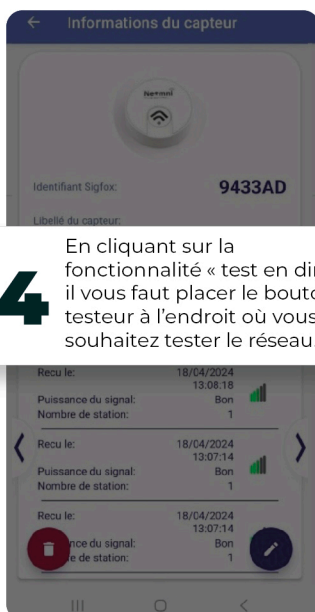 Informations du capteur
Netmni
Identifiant Sigfox: 9433AD
Libellé du capteur:
4
En cliquant sur la
fonctionnalité « test en dir
il vous faut placer le bouto
testeur à l'endroit où vous
souhaitez tester le réseau
Recu le: 18/04/2024
13:08:18
Puissance du signal: Bon
Nombre de station: 1
Recu le: 18/04/2024
13:07:14
Puissance du signal: Bon
Nombre de station: 1
Recu le: 18/04/2024
13:07:14
nce du signal: Bon
e de station: 1